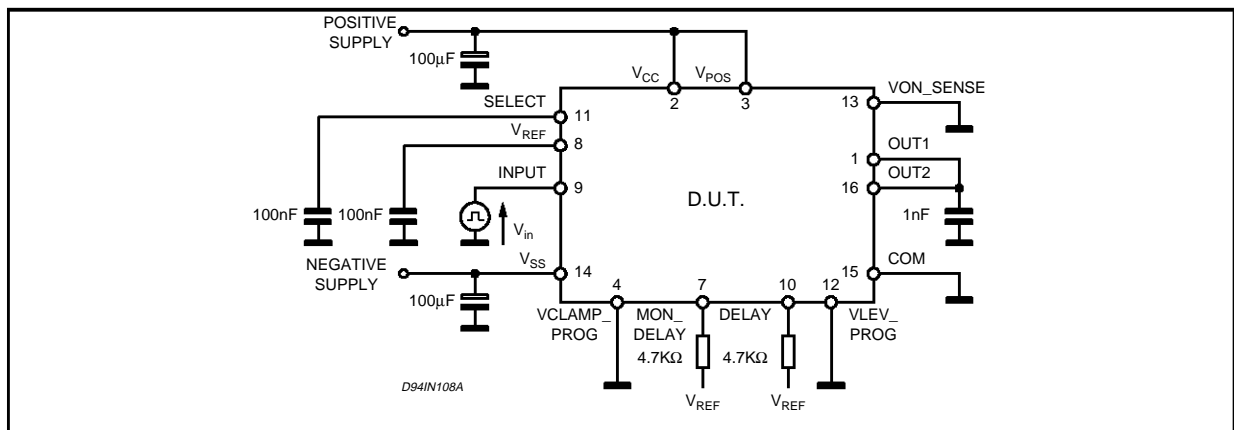 POSITIVE
SUPPLY
100µF
VCC
VPOS
2
3
13
VON_SENSE
SELECT
11
VREF
8
OUT1
1
INPUT
9
OUT2
16
D.U.T.
100nF
100nF
Vin
1nF
NEGATIVE
SUPPLY
VSS
14
COM
15
100µF
4
7
10
12
VCLAMP_
PROG
MON_
DELAY
DELAY
VLEV_
PROG
4.7KΩ
4.7KΩ
D94IN108A
VREF
VREF